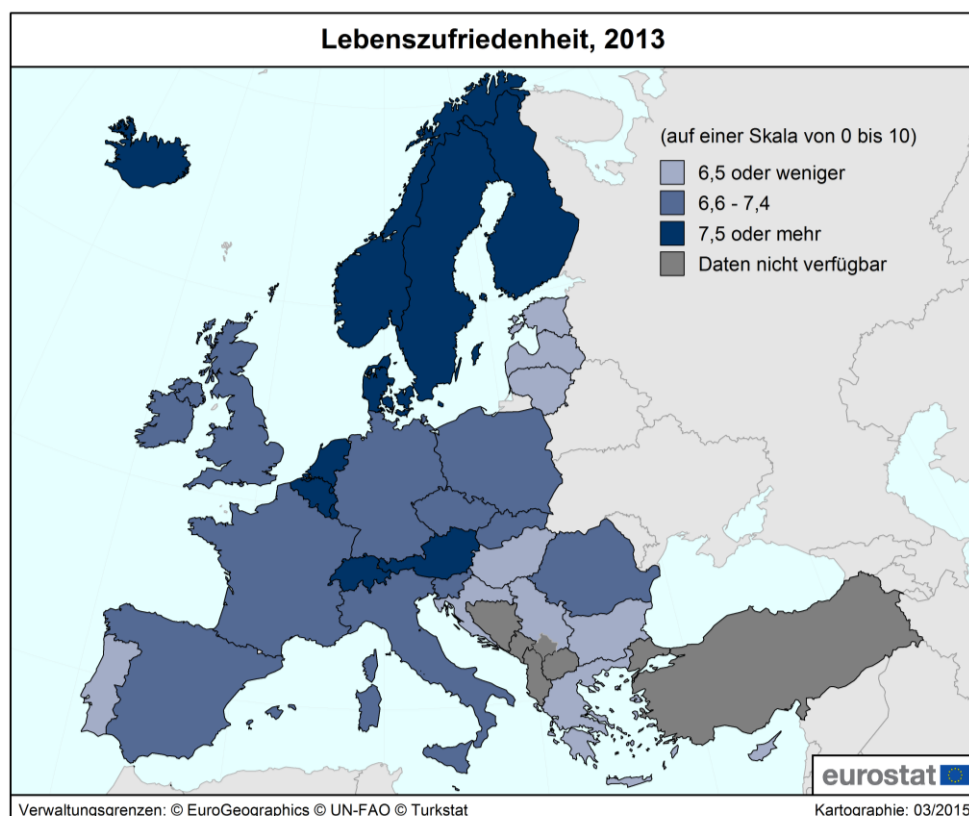 Lebenszufriedenheit, 2013
(auf einer Skala von 0 bis 10)
6,5 oder weniger
6,6 - 7,4
7,5 oder mehr
Daten nicht verfügbar
eurostat
Verwaltungsgrenzen: © EuroGeographics © UN-FAO © Turkstat
Kartographie: 03/2015